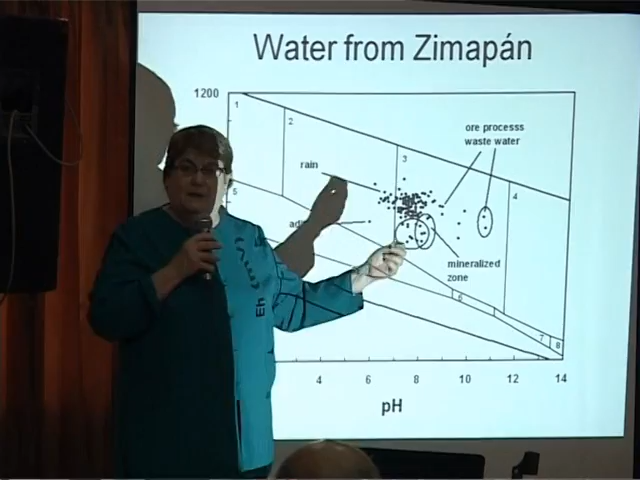 Water from Zimapán
1200
1
2
ore processs
waste water
3
rain
4
5
mineralized
zone
Eh
6
7
8
4
6
8
10
12
14
pH